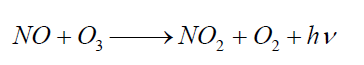 NO + O₃ ⟶ NO₂ + O₂ + hν